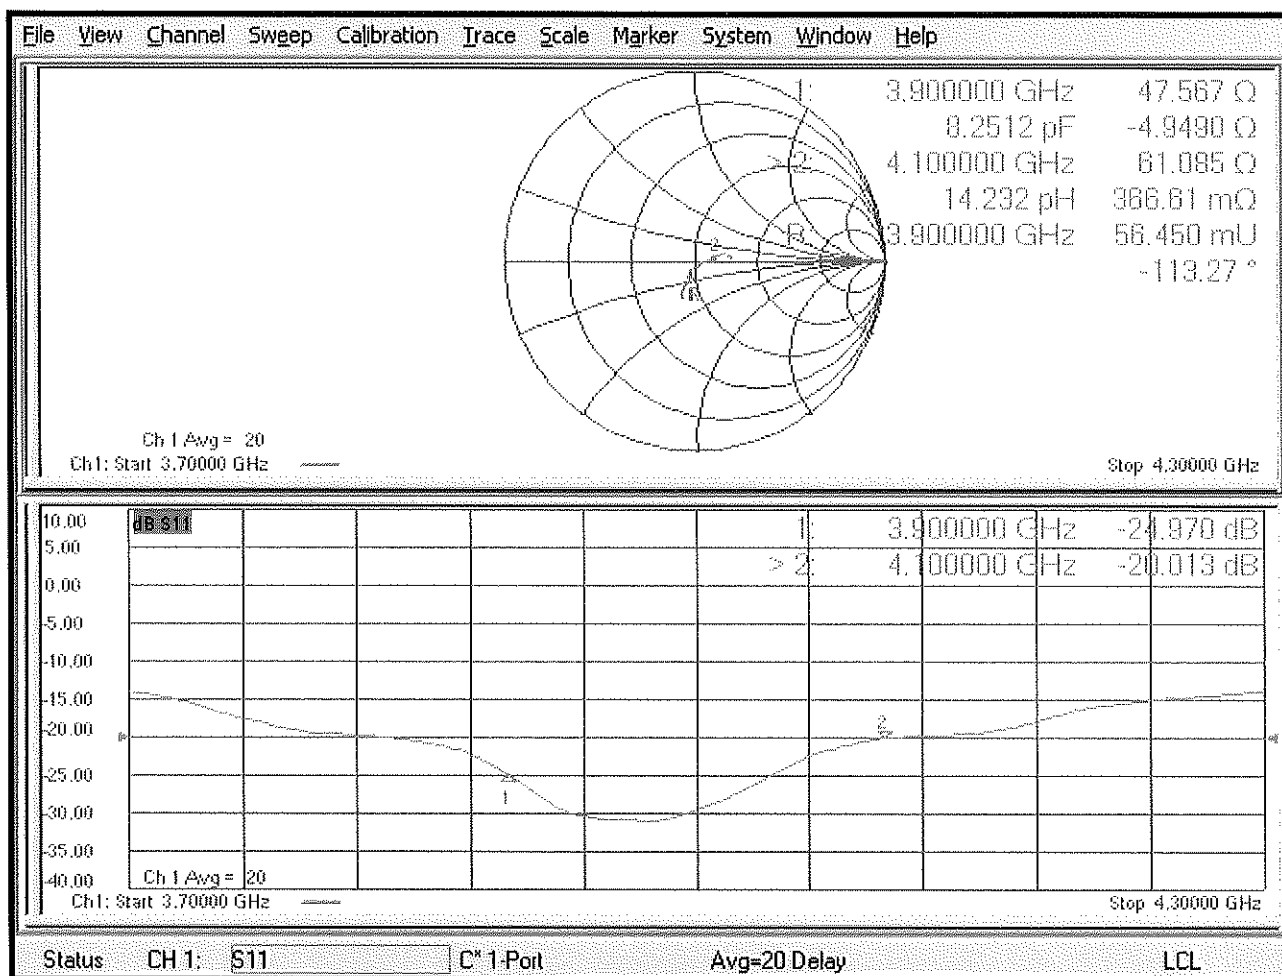 File View Channel Sweep Calibration Trace Scale Marker System Window Help
1: 3.900000 GHz 47.567 Ω
8.2512 pF -4.9490 Ω
> 2: 4.100000 GHz 61.085 Ω
14.232 pH 366.61 mΩ
R 3.900000 GHz 56.450 mU
-113.27 °
2
Ch 1 Avg = 20
Ch1: Start 3.70000 GHz
Stop 4.30000 GHz
10.00
dB S11
1: 3.900000 GHz -24.970 dB
5.00
> 2: 4.100000 GHz -20.013 dB
0.00
-5.00
-10.00
-15.00
-20.00
2
-25.00
1
-30.00
-35.00
-40.00
Ch 1 Avg = 20
Ch1: Start 3.70000 GHz
Stop 4.30000 GHz
Status CH 1: S11 C* 1-Port Avg=20 Delay LCL